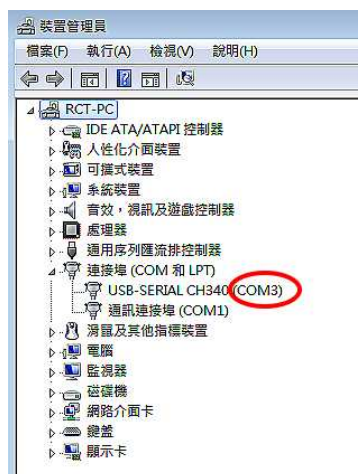 裝置管理員
檔案(F) 執行(A) 檢視(V) 說明(H)
RCT-PC
IDE ATA/ATAPI 控制器
人性化介面裝置
可攜式裝置
系統裝置
音效，視訊及遊戲控制器
處理器
通用序列匯流排控制器
連接埠 (COM 和 LPT)
USB-SERIAL CH340 (COM3)
通訊連接埠 (COM1)
滑鼠及其他指標裝置
電腦
監視器
磁碟機
網路介面卡
鍵盤
顯示卡